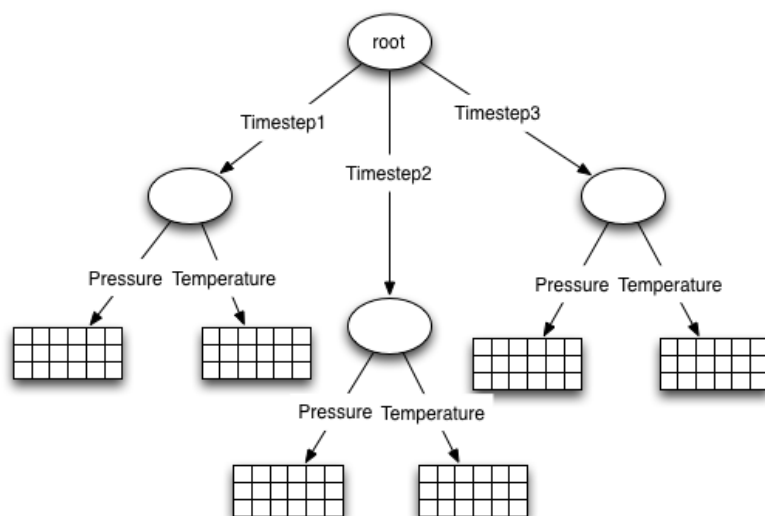 root
Timestep1
Timestep3
Timestep2
Pressure Temperature
Pressure Temperature
Pressure Temperature